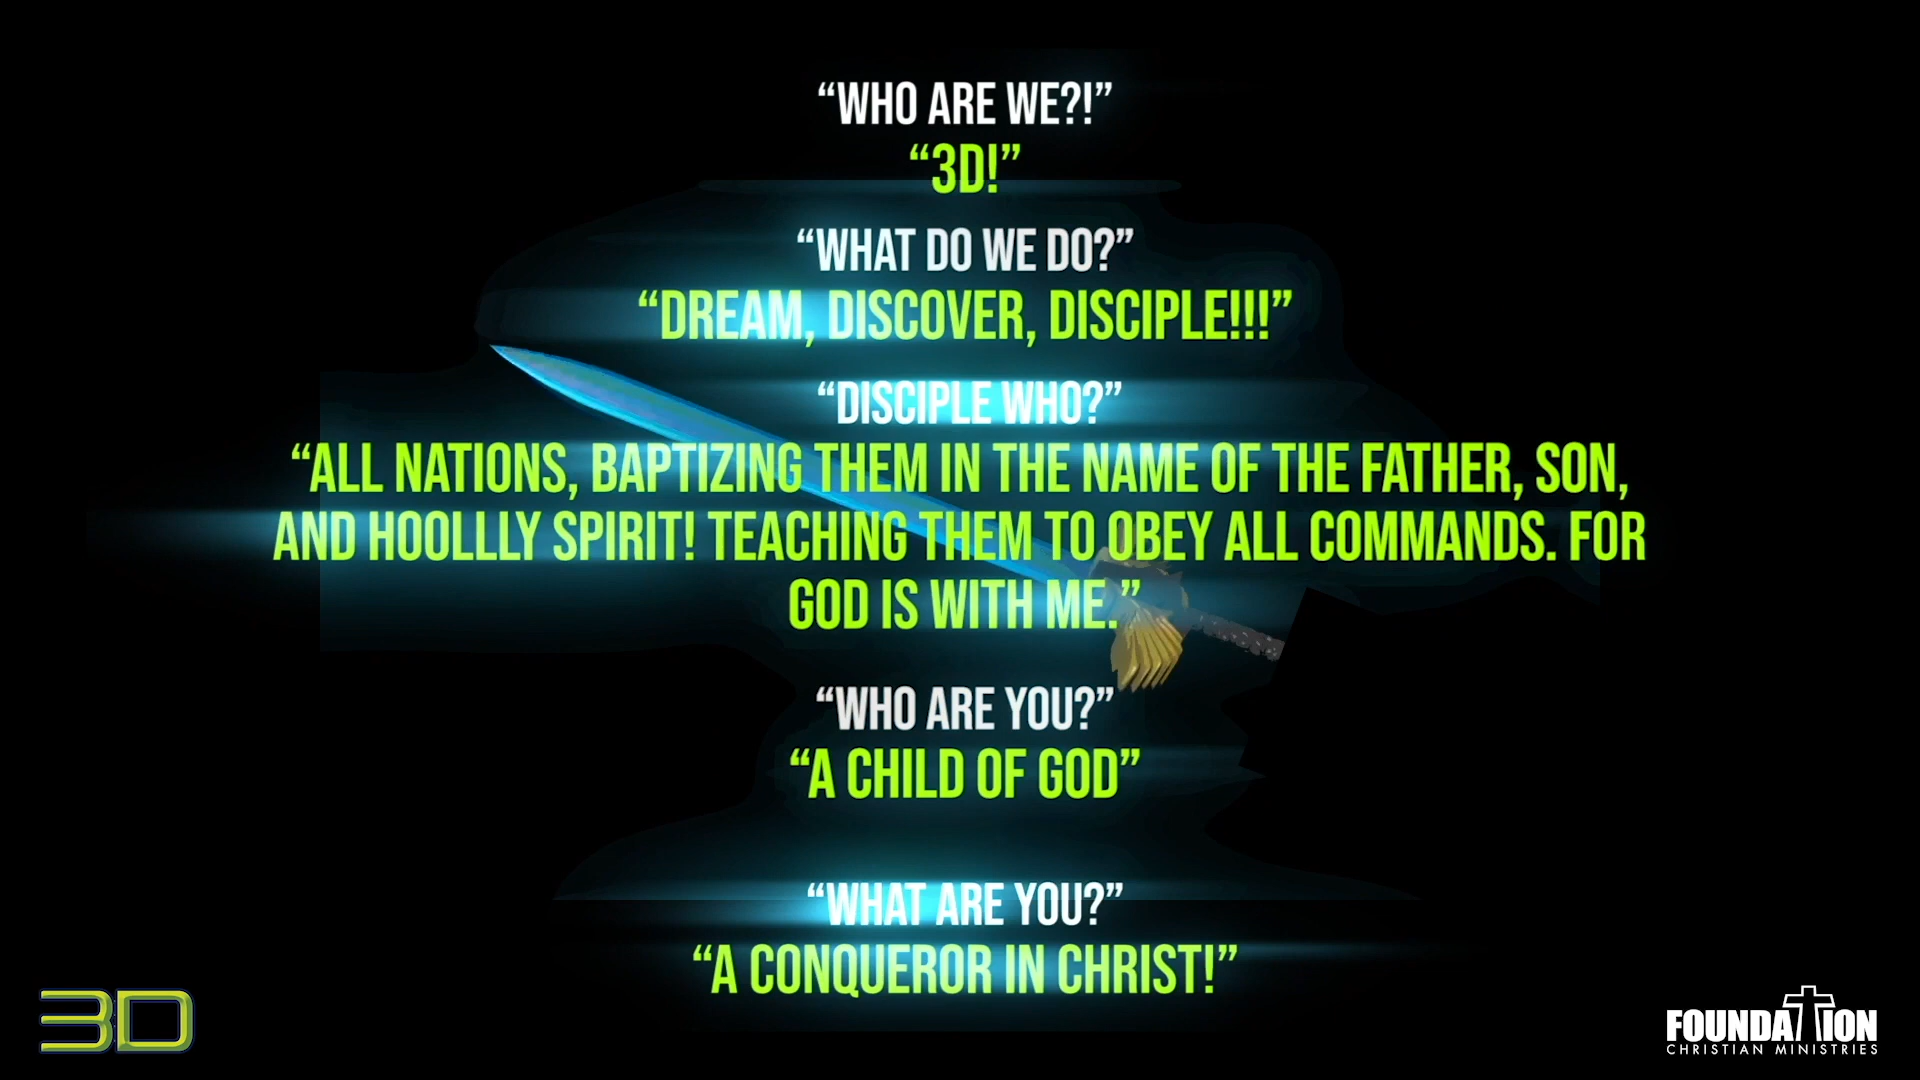 “WHO ARE WE?!”
“3D!”
“WHAT DO WE DO?”
“DREAM, DISCOVER, DISCIPLE!!!”
“DISCIPLE WHO?”
“ALL NATIONS, BAPTIZING THEM IN THE NAME OF THE FATHER, SON,
AND HOOLLLY SPIRIT! TEACHING THEM TO OBEY ALL COMMANDS. FOR
GOD IS WITH ME.”
“WHO ARE YOU?”
“A CHILD OF GOD”
“WHAT ARE YOU?”
“A CONQUEROR IN CHRIST!”
3D
FOUNDATION
CHRISTIAN MINISTRIES